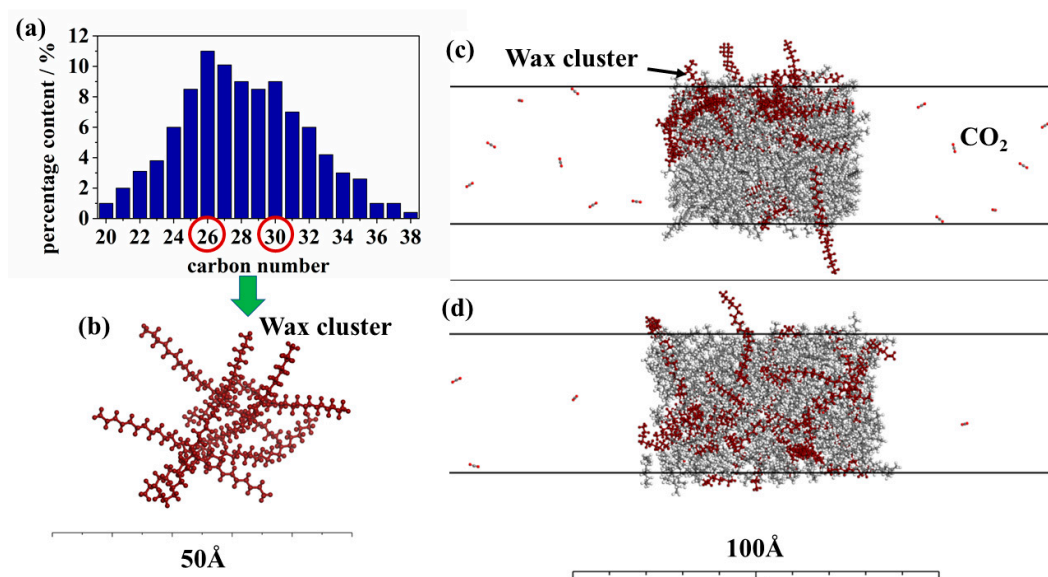 (a)
percentage content / %
12
10
8
6
4
2
0
20 22 24 26 28 30 32 34 36 38
carbon number
(b)
Wax cluster
50Å
(c)
Wax cluster
CO₂
(d)
100Å